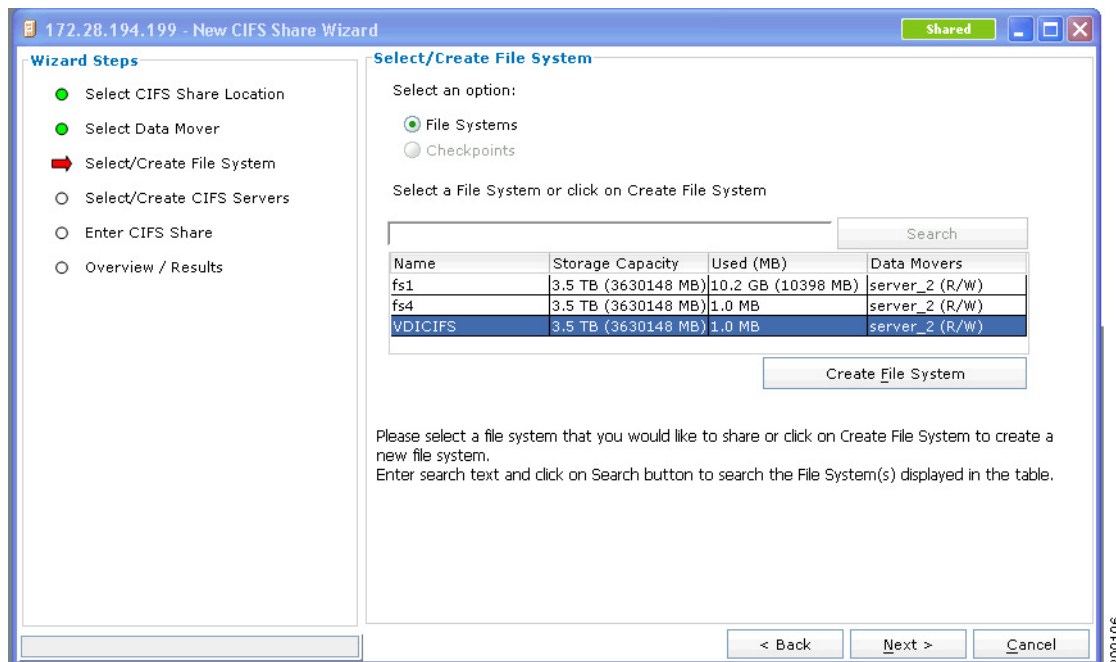 172.28.194.199 - New CIFS Share Wizard
Shared
Wizard Steps
Select CIFS Share Location
Select Data Mover
Select/Create File System
Select/Create CIFS Servers
Enter CIFS Share
Overview / Results
Select/Create File System
Select an option:
File Systems
Checkpoints
Select a File System or click on Create File System
Search
Name Storage Capacity Used (MB) Data Movers
fs1 3.5 TB (3630148 MB) 10.2 GB (10398 MB) server_2 (R/W)
fs4 3.5 TB (3630148 MB) 1.0 MB server_2 (R/W)
VDICIFS 3.5 TB (3630148 MB) 1.0 MB server_2 (R/W)
Create File System
Please select a file system that you would like to share or click on Create File System to create a
new file system.
Enter search text and click on Search button to search the File System(s) displayed in the table.
< Back Next > Cancel